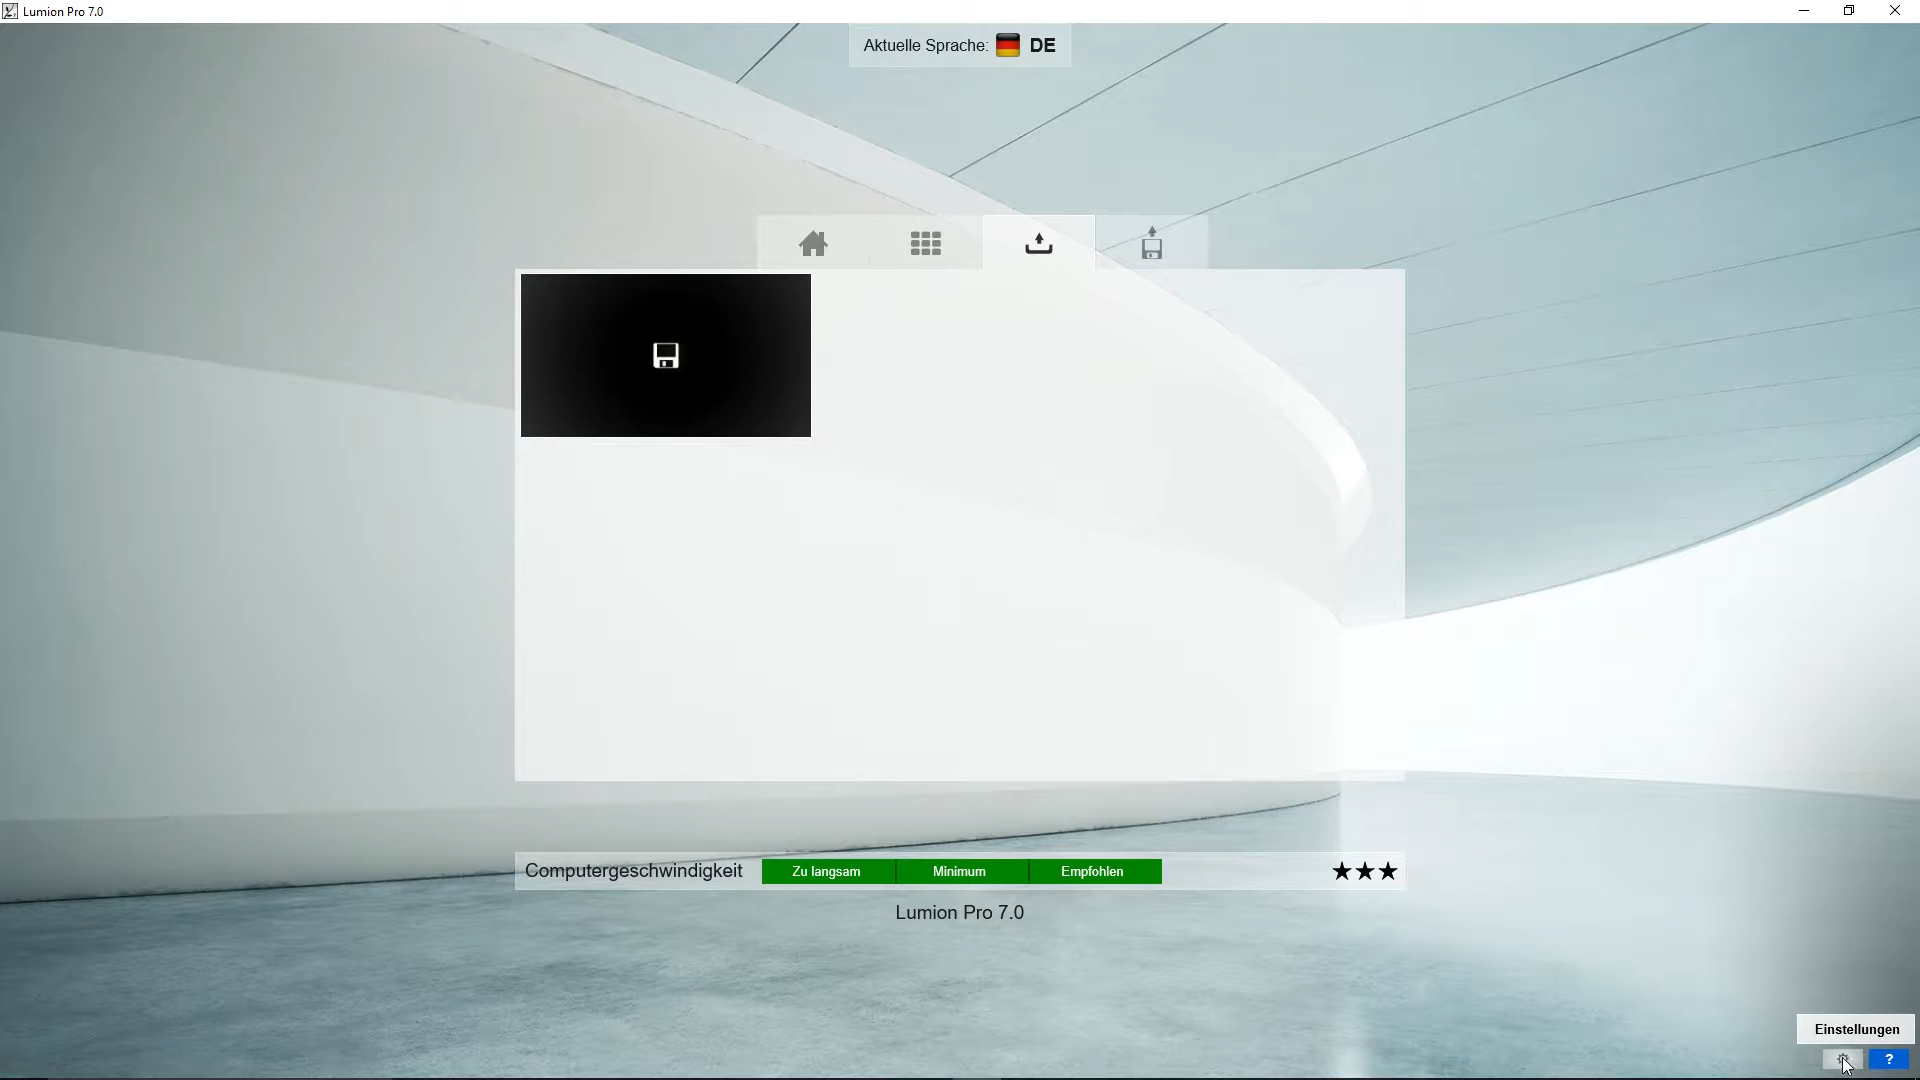 Lumion Pro 7.0
Aktuelle Sprache: DE
Computergeschwindigkeit Zu langsam Minimum Empfohlen ★★★
Lumion Pro 7.0
Einstellungen
?